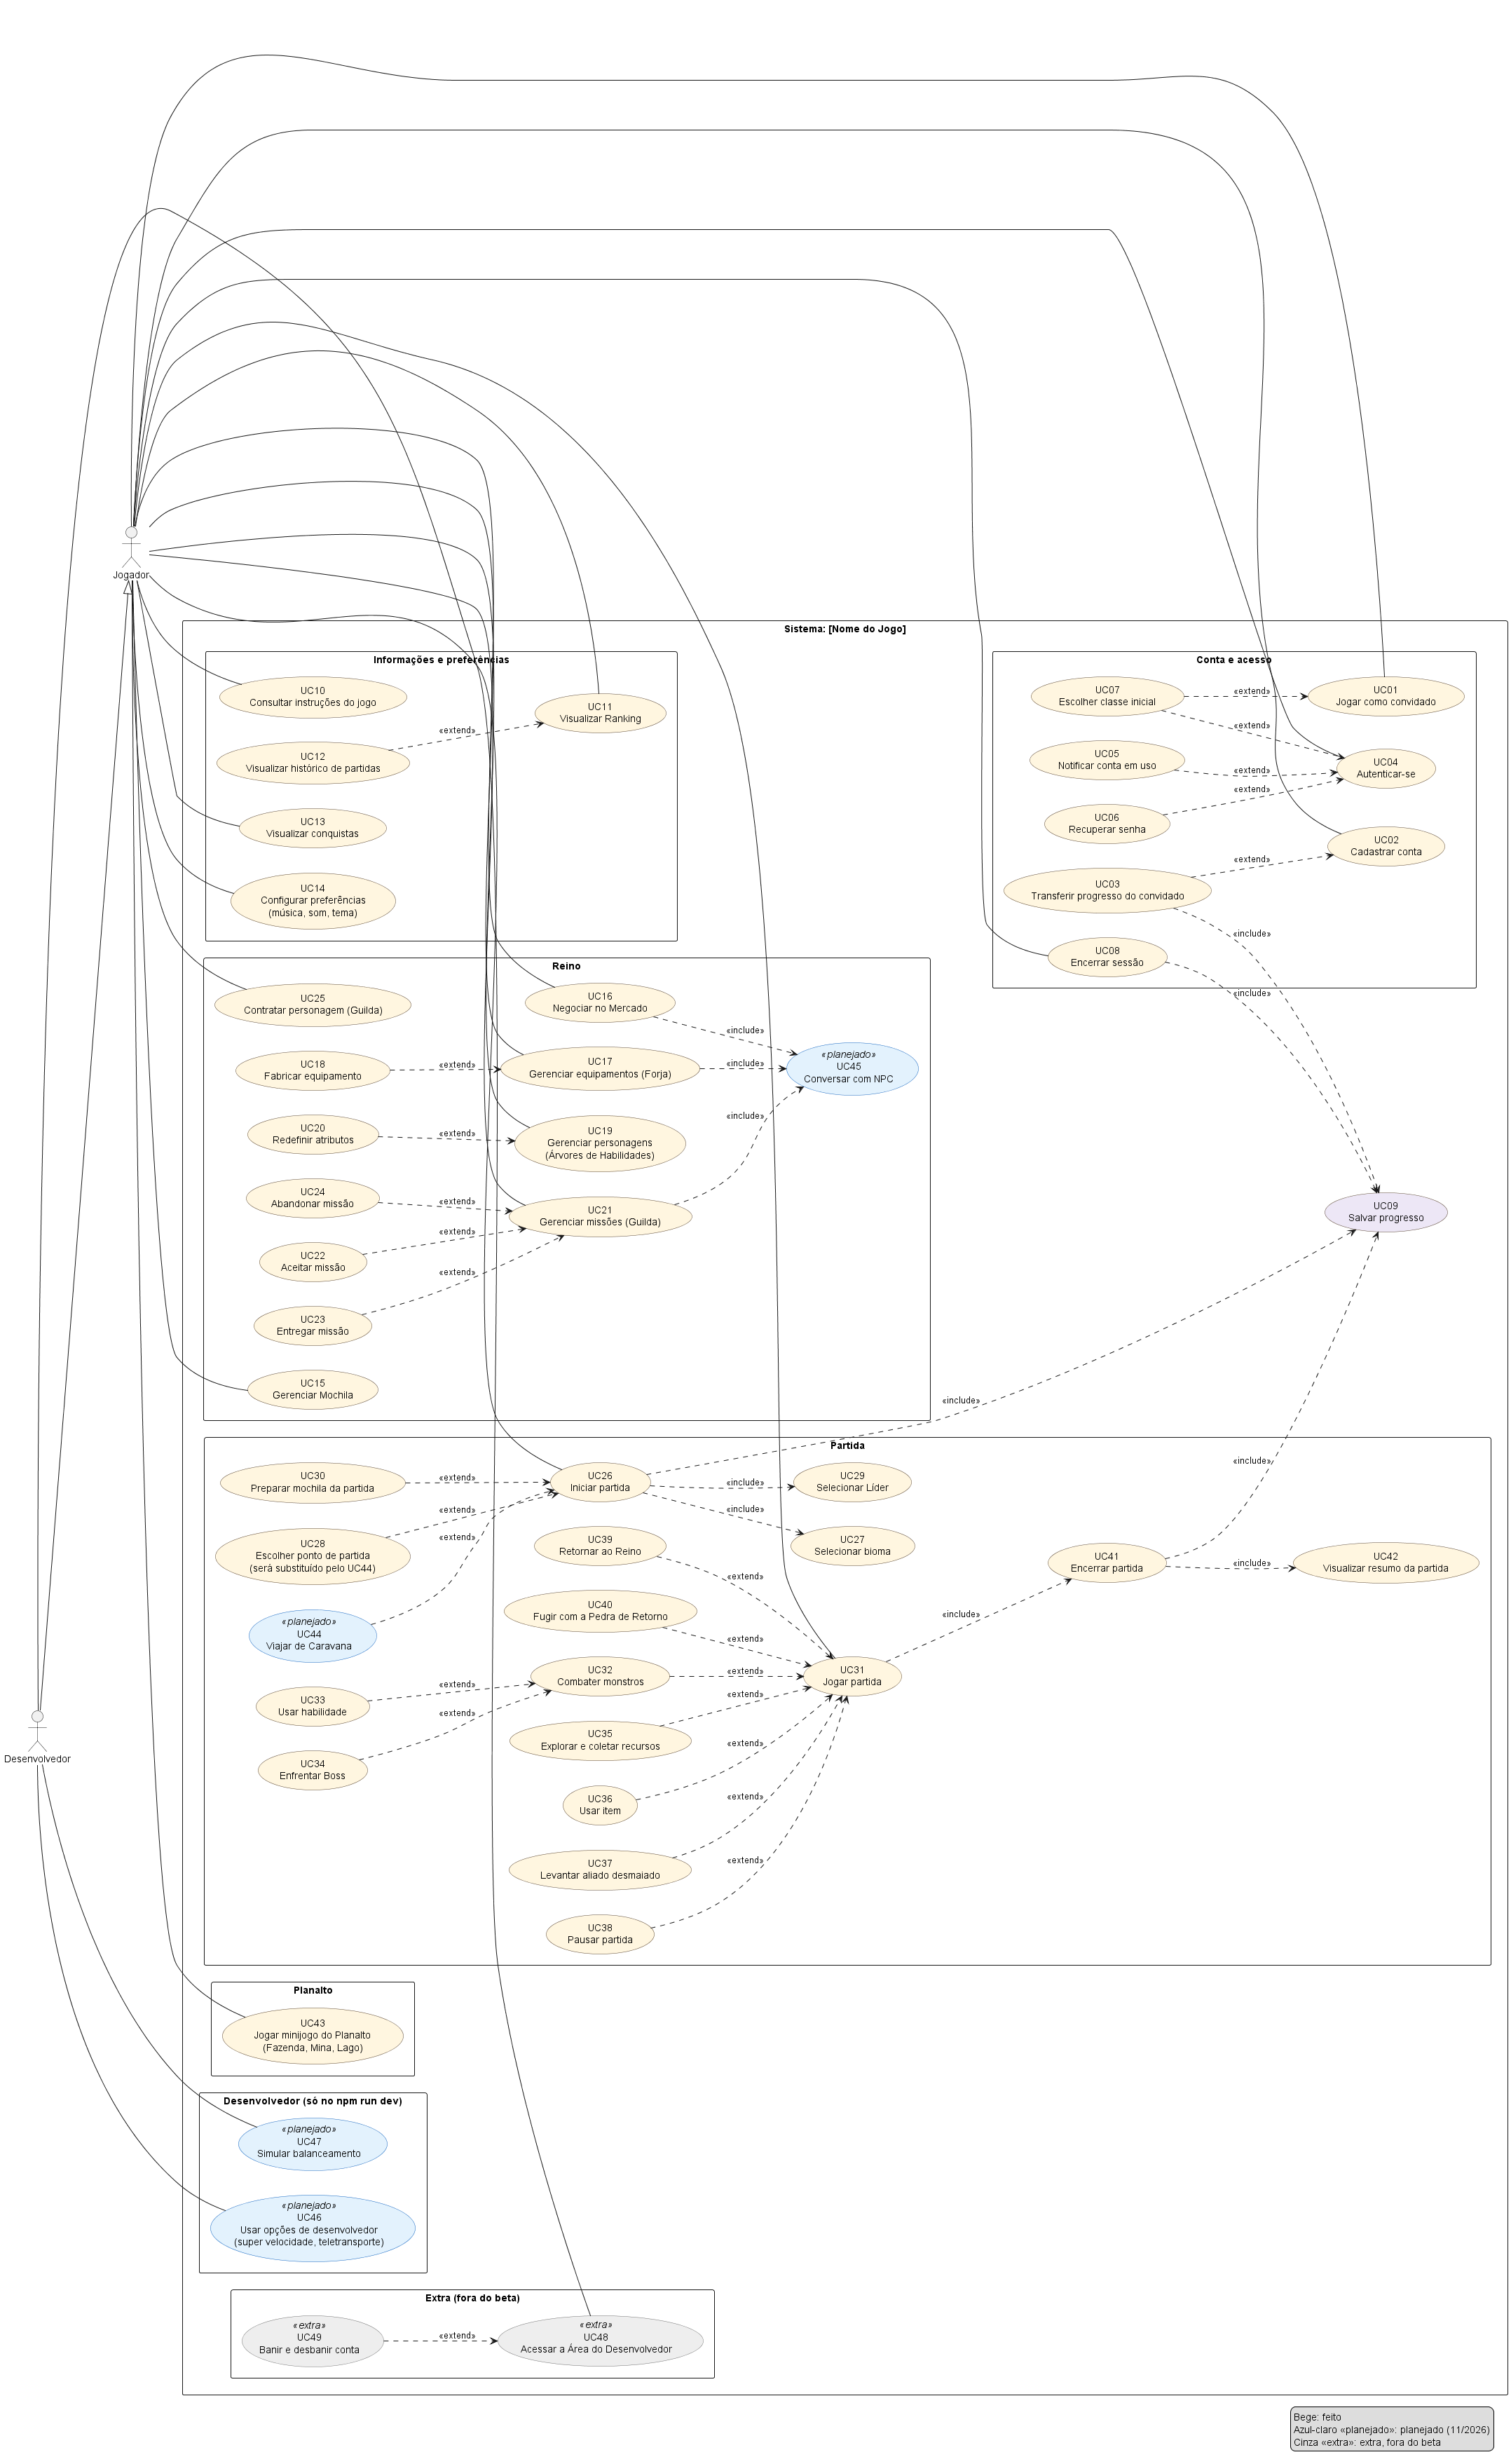 Jogador
Desenvolvedor
Sistema: [Nome do Jogo]
Informações e preferências
UC10
Consultar instruções do jogo
UC11
Visualizar Ranking
«extend»
UC12
Visualizar histórico de partidas
UC13
Visualizar conquistas
UC14
Configurar preferências
(música, som, tema)
Conta e acesso
UC07
Escolher classe inicial
«extend»
UC01
Jogar como convidado
«extend»
UC05
Notificar conta em uso
«extend»
UC04
Autenticar-se
«extend»
UC06
Recuperar senha
UC02
Cadastrar conta
«extend»
UC03
Transferir progresso do convidado
«include»
UC08
Encerrar sessão
«include»
Reino
UC25
Contratar personagem (Guilda)
UC16
Negociar no Mercado
«include»
UC18
Fabricar equipamento
«extend»
UC17
Gerenciar equipamentos (Forja)
«include»
«planejado»
UC45
Conversar com NPC
UC20
Redefinir atributos
«extend»
UC19
Gerenciar personagens
(Árvores de Habilidades)
«include»
UC24
Abandonar missão
«extend»
UC21
Gerenciar missões (Guilda)
UC22
Aceitar missão
«extend»
UC23
Entregar missão
«extend»
UC15
Gerenciar Mochila
UC09
Salvar progresso
«include»
Partida
UC30
Preparar mochila da partida
«extend»
UC26
Iniciar partida
«include»
UC29
Selecionar Líder
«include»
UC28
Escolher ponto de partida
(será substituído pelo UC44)
«extend»
«extend»
UC27
Selecionar bioma
UC39
Retornar ao Reino
«extend»
UC41
Encerrar partida
«include»
«include»
UC42
Visualizar resumo da partida
«planejado»
UC44
Viajar de Caravana
UC40
Fugir com a Pedra de Retorno
«extend»
«include»
UC32
Combater monstros
«extend»
UC31
Jogar partida
UC33
Usar habilidade
«extend»
UC34
Enfrentar Boss
«extend»
UC35
Explorar e coletar recursos
«extend»
UC36
Usar item
«extend»
UC37
Levantar aliado desmaiado
«extend»
UC38
Pausar partida
«extend»
Planalto
UC43
Jogar minijogo do Planalto
(Fazenda, Mina, Lago)
Desenvolvedor (só no npm run dev)
«planejado»
UC47
Simular balanceamento
«planejado»
UC46
Usar opções de desenvolvedor
(super velocidade, teletransporte)
Extra (fora do beta)
«extra»
UC49
Banir e desbanir conta
«extend»
«extra»
UC48
Acessar a Área do Desenvolvedor
Bege: feito
Azul-claro «planejado»: planejado (11/2026)
Cinza «extra»: extra, fora do beta